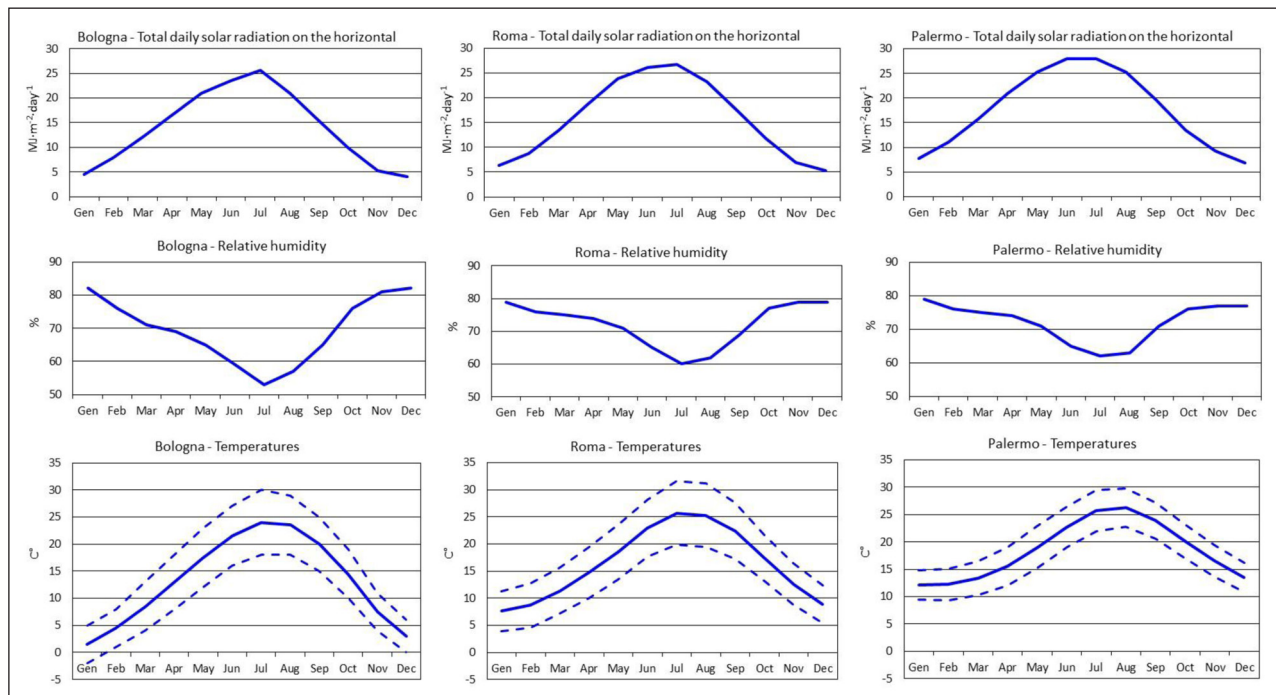 Bologna - Total daily solar radiation on the horizontal
30
25
20
15
10
5
0
MJ·m⁻²·day⁻¹
Gen Feb Mar Apr May Jun Jul Aug Sep Oct Nov Dec
Roma - Total daily solar radiation on the horizontal
30
25
20
15
10
5
0
MJ·m⁻²·day⁻¹
Gen Feb Mar Apr May Jun Jul Aug Sep Oct Nov Dec
Palermo - Total daily solar radiation on the horizontal
30
25
20
15
10
5
0
MJ·m⁻²·day⁻¹
Gen Feb Mar Apr May Jun Jul Aug Sep Oct Nov Dec
Bologna - Relative humidity
90
80
70
60
50
%
Gen Feb Mar Apr May Jun Jul Aug Sep Oct Nov Dec
Roma - Relative humidity
90
80
70
60
50
%
Gen Feb Mar Apr May Jun Jul Aug Sep Oct Nov Dec
Palermo - Relative humidity
90
80
70
60
50
%
Gen Feb Mar Apr May Jun Jul Aug Sep Oct Nov Dec
Bologna - Temperatures
35
30
25
20
15
10
5
0
-5
C°
Gen Feb Mar Apr May Jun Jul Aug Sep Oct Nov Dec
Roma - Temperatures
35
30
25
20
15
10
5
0
-5
C°
Gen Feb Mar Apr May Jun Jul Aug Sep Oct Nov Dec
Palermo - Temperatures
35
30
25
20
15
10
5
0
-5
C°
Gen Feb Mar Apr May Jun Jul Aug Sep Oct Nov Dec